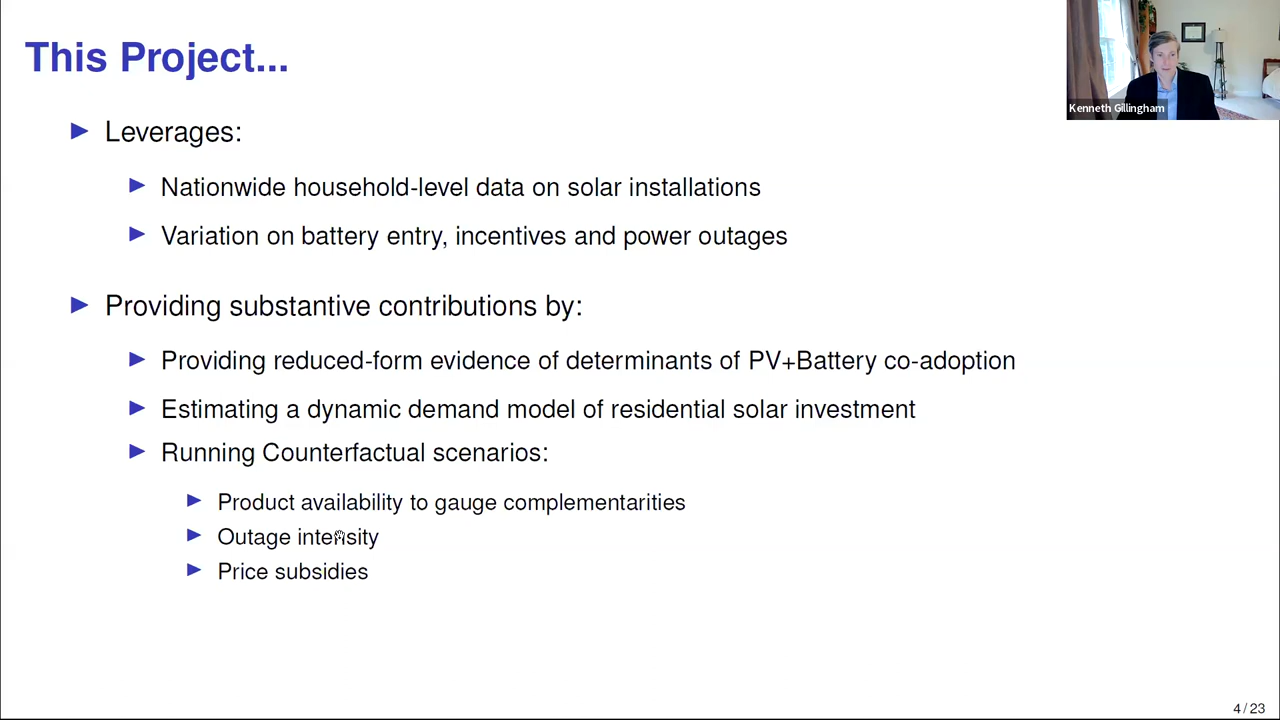 This Project...
Kenneth Gillingham
Leverages:
Nationwide household-level data on solar installations
Variation on battery entry, incentives and power outages
Providing substantive contributions by:
Providing reduced-form evidence of determinants of PV+Battery co-adoption
Estimating a dynamic demand model of residential solar investment
Running Counterfactual scenarios:
Product availability to gauge complementarities
Outage intensity
Price subsidies
4 / 23